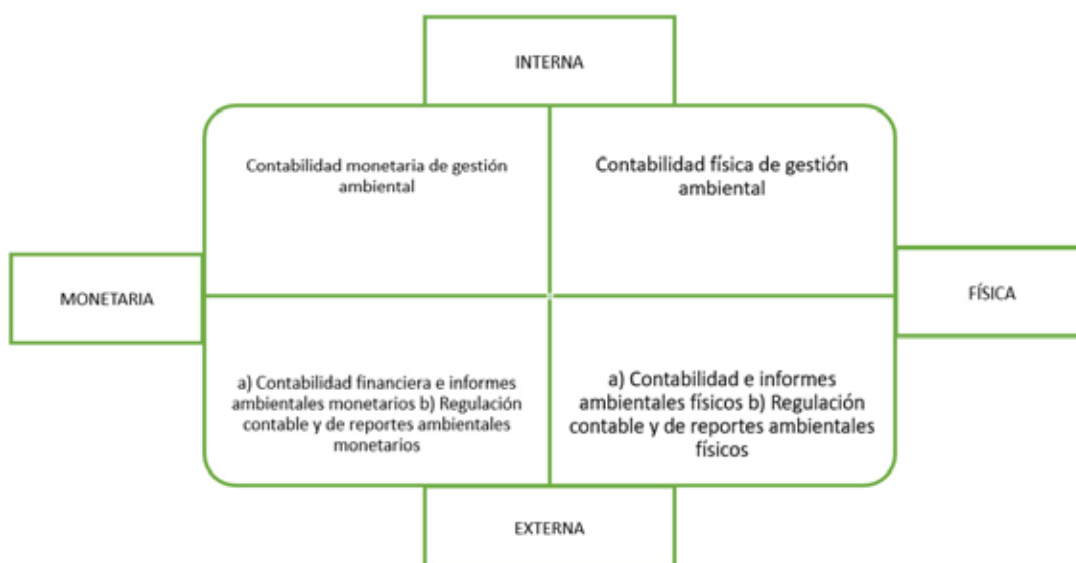 INTERNA
Contabilidad monetaria de gestión
ambiental
Contabilidad física de gestión
ambiental
MONETARIA
FÍSICA
a) Contabilidad financiera e informes
ambientales monetarios b) Regulación
contable y de reportes ambientales
monetarios
a) Contabilidad e informes
ambientales físicos b) Regulación
contable y de reportes ambientales
físicos
EXTERNA